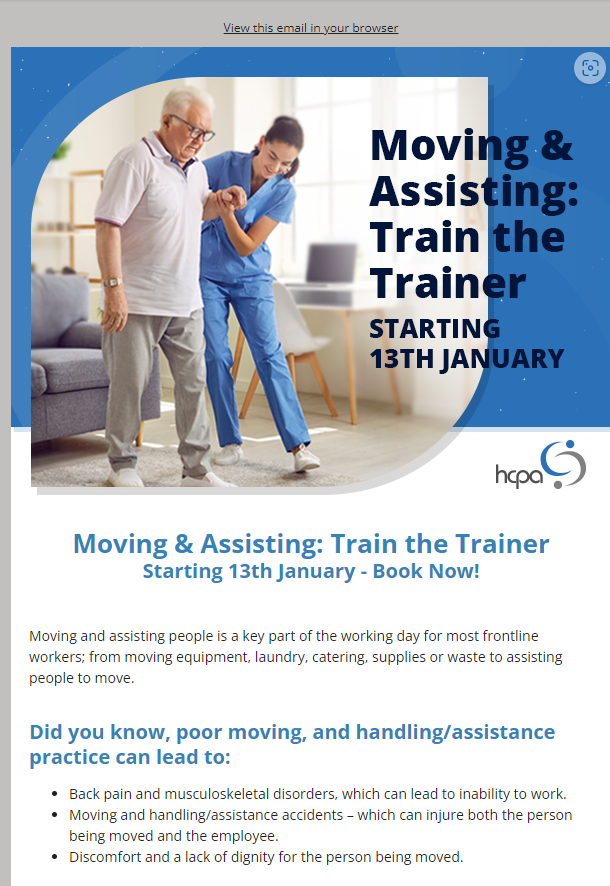 View this email in your browser
Moving &
Assisting:
Train the
Trainer
STARTING
13TH JANUARY
hcpa
Moving & Assisting: Train the Trainer
Starting 13th January - Book Now!
Moving and assisting people is a key part of the working day for most frontline
workers; from moving equipment, laundry, catering, supplies or waste to assisting
people to move.
Did you know, poor moving, and handling/assistance
practice can lead to:
• Back pain and musculoskeletal disorders, which can lead to inability to work.
• Moving and handling/assistance accidents – which can injure both the person
being moved and the employee.
• Discomfort and a lack of dignity for the person being moved.